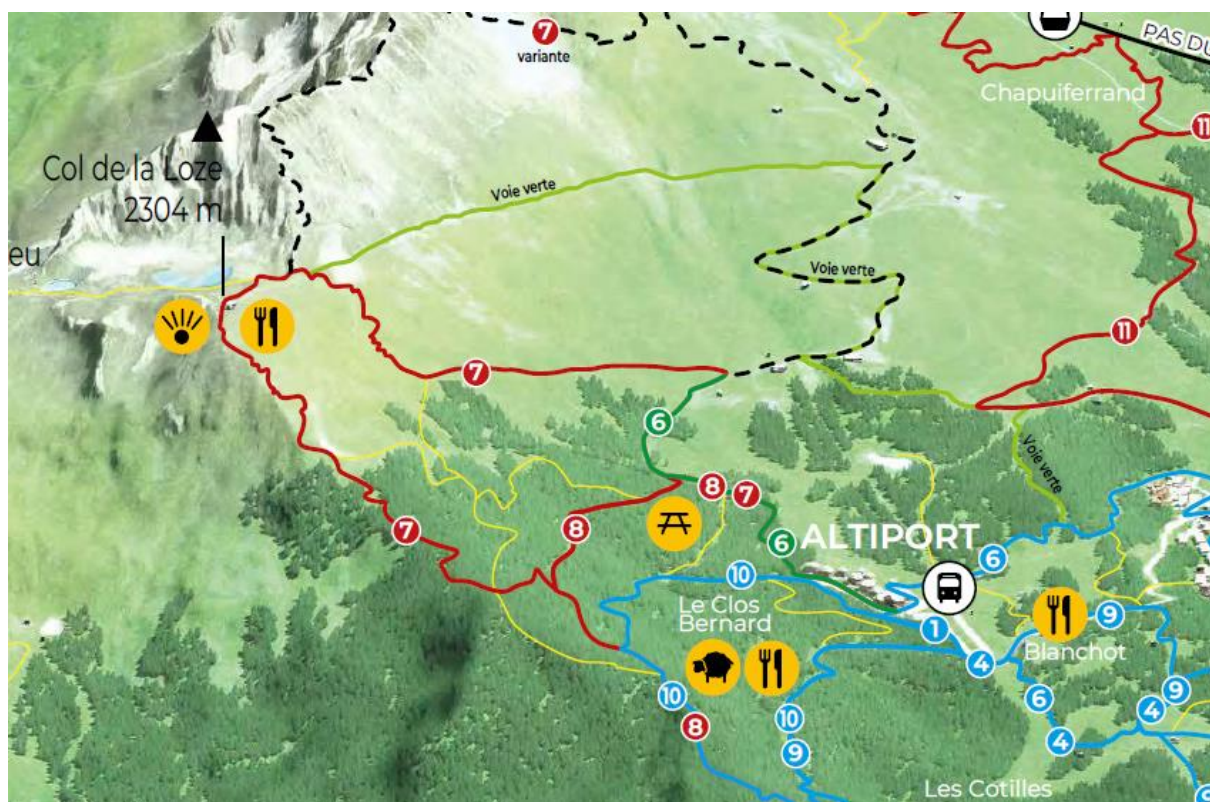 7
variante
PAS DU
Chapuiferrand
11
Col de la Loze
2304 m
Voie verte
eu
Voie verte
11
7
6
Voie verte
8
7
7
8
6
ALTIPORT
6
10
Le Clos
Bernard
1
9
Blanchot
4
10
6
9
8
10
4
4
9
Les Cotilles
9